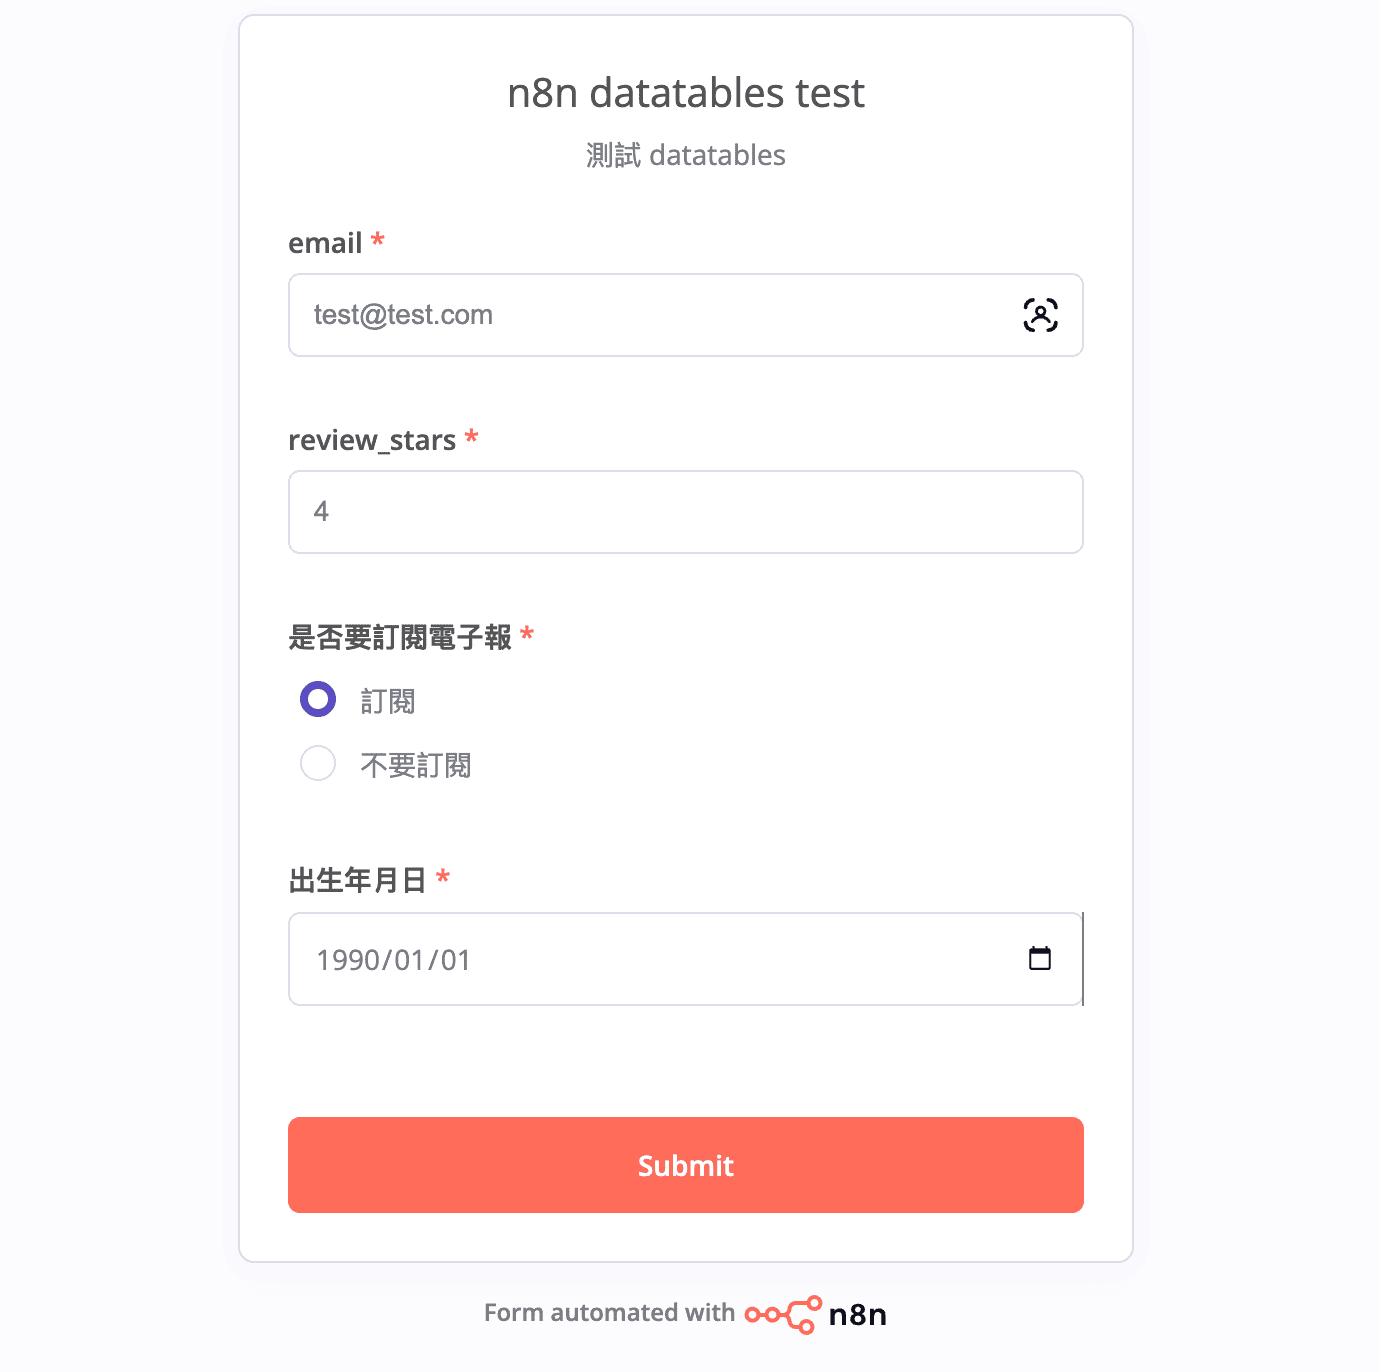 n8n datatables test
測試 datatables
email *
test@test.com
review_stars *
4
是否要訂閱電子報 *
訂閱
不要訂閱
出生年月日 *
1990/01/01
Submit
Form automated with n8n